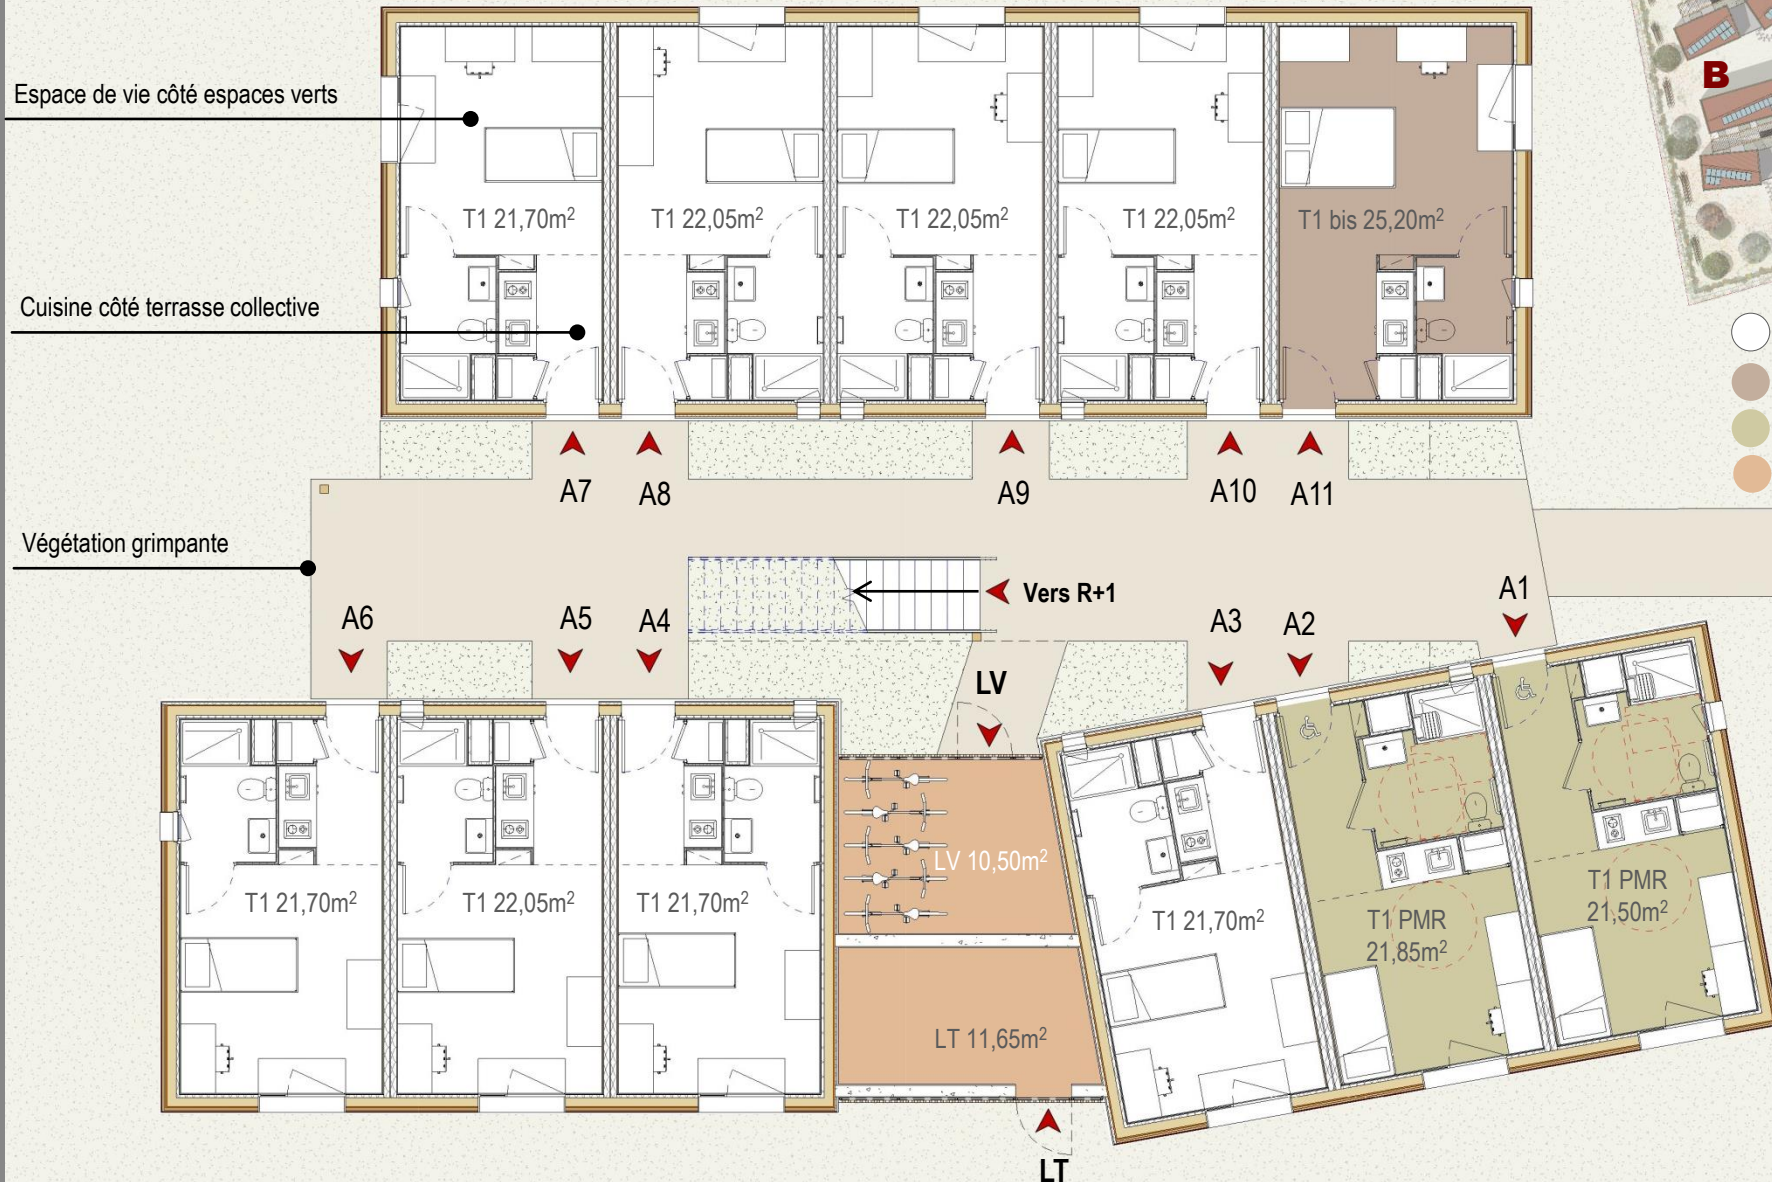 B
Espace de vie côté espaces verts
T1 21,70m²
T1 22,05m²
T1 22,05m²
T1 22,05m²
T1 bis 25,20m²
Cuisine côté terrasse collective
A7
A8
A9
A10
A11
Végétation grimpante
Vers R+1
A6
A5
A4
A3
A2
A1
LV
LV 10,50m²
T1 21,70m²
T1 22,05m²
T1 21,70m²
T1 21,70m²
T1 PMR
21,85m²
T1 PMR
21,50m²
LT 11,65m²
LT